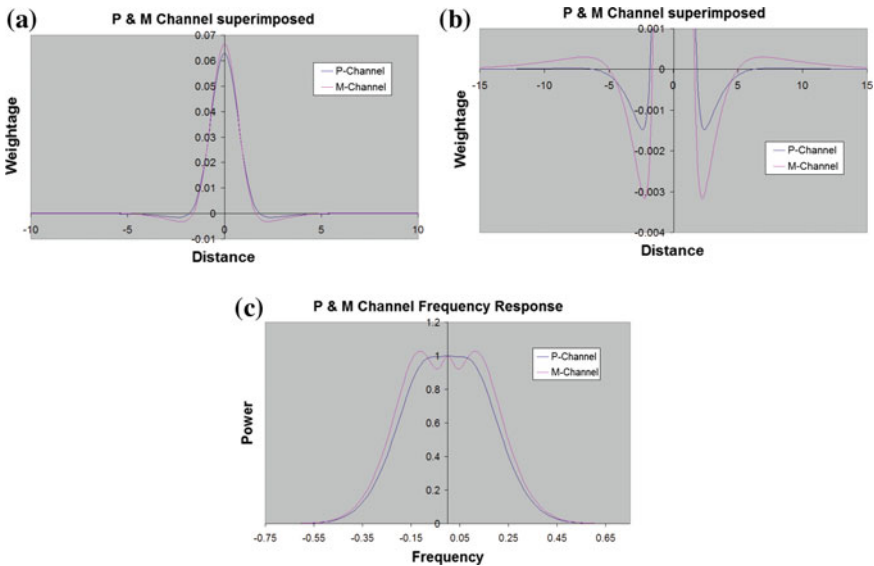 (a)
P & M Channel superimposed
0.07
0.06
0.05
0.04
0.03
0.02
0.01
0
-0.01
-10
-5
0
5
10
P-Channel
M-Channel
Weightage
Distance
(b)
P & M Channel superimposed
0.001
0
-0.001
-0.002
-0.003
-0.004
-15
-10
-5
0
5
10
15
P-Channel
M-Channel
Weightage
Distance
(c)
P & M Channel Frequency Response
1.2
1
0.8
0.6
0.4
0.2
0
-0.75
-0.55
-0.35
-0.15
0.05
0.25
0.45
0.65
P-Channel
M-Channel
Power
Frequency